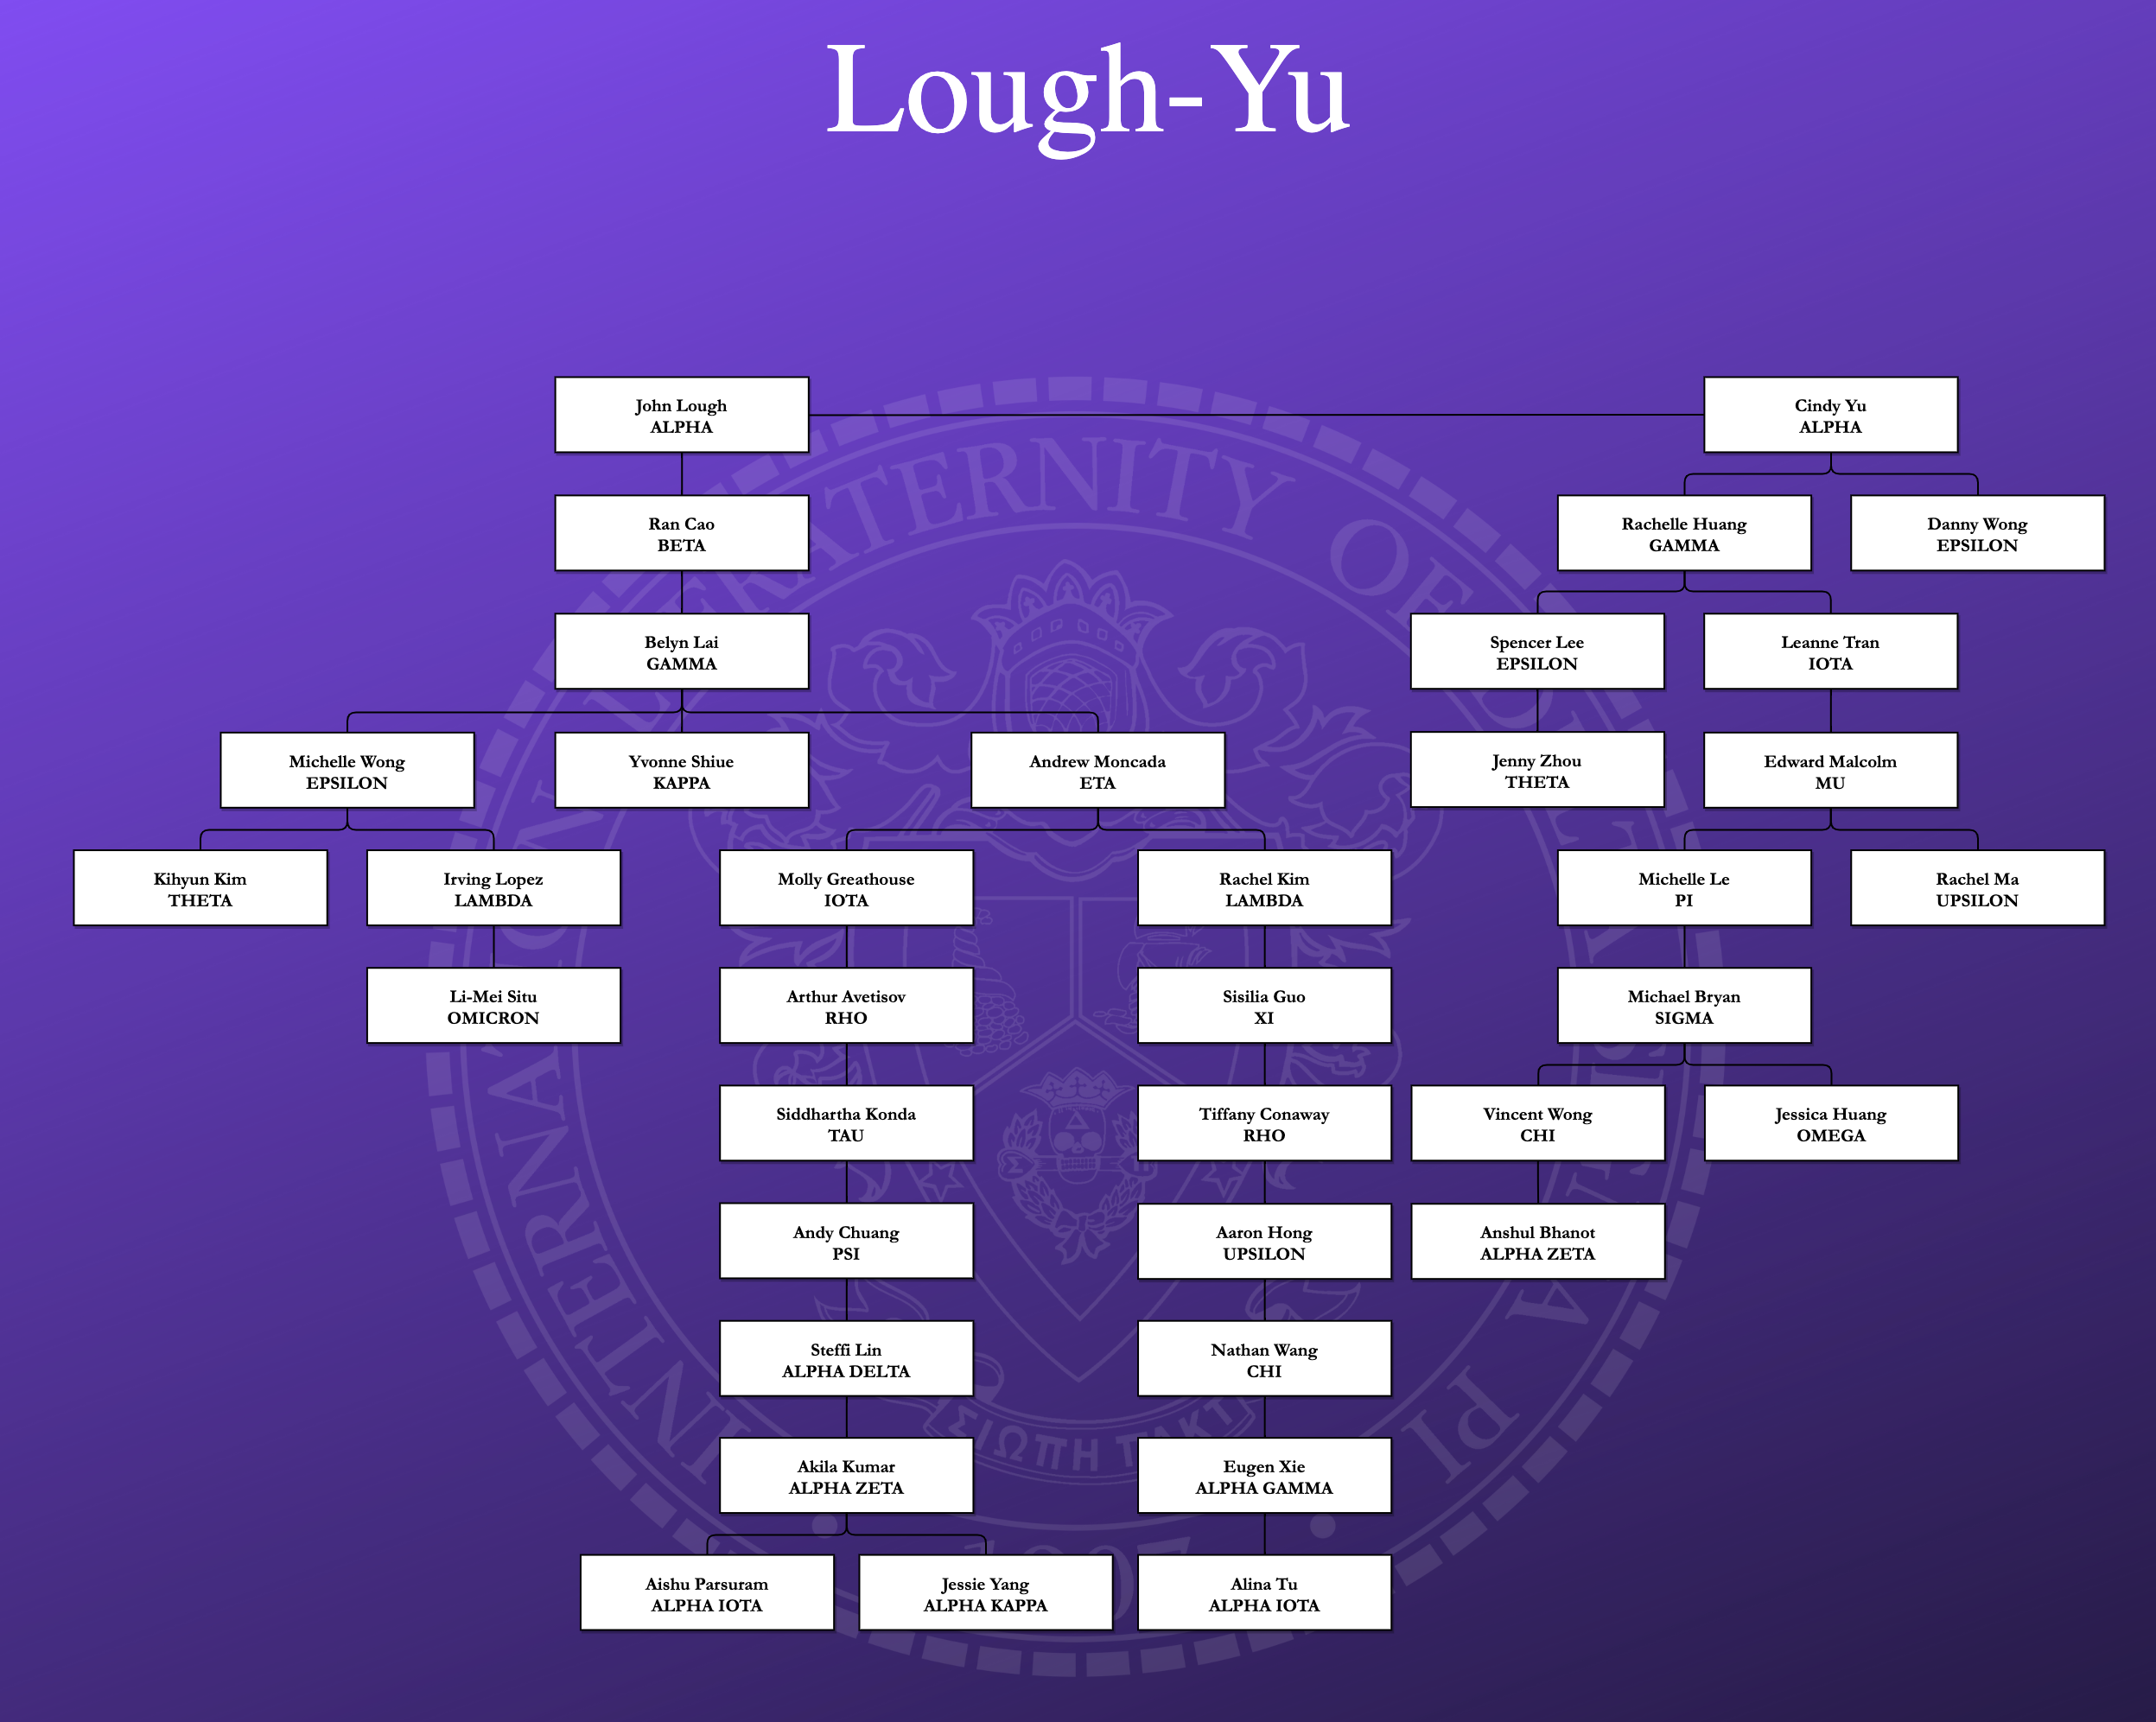 Lough-Yu
John Lough
ALPHA
Cindy Yu
ALPHA
Ran Cao
BETA
Rachelle Huang
GAMMA
Danny Wong
EPSILON
Belyn Lai
GAMMA
Spencer Lee
EPSILON
Leanne Tran
IOTA
Michelle Wong
EPSILON
Yvonne Shiue
KAPPA
Andrew Moncada
ETA
Jenny Zhou
THETA
Edward Malcolm
MU
Kihyun Kim
THETA
Irving Lopez
LAMBDA
Molly Greathouse
IOTA
Rachel Kim
LAMBDA
Michelle Le
PI
Rachel Ma
UPSILON
Li-Mei Situ
OMICRON
Arthur Avetisov
RHO
Sisilia Guo
XI
Michael Bryan
SIGMA
Siddhartha Konda
TAU
Tiffany Conaway
RHO
Vincent Wong
CHI
Jessica Huang
OMEGA
Andy Chuang
PSI
Aaron Hong
UPSILON
Anshul Bhanot
ALPHA ZETA
Steffi Lin
ALPHA DELTA
Nathan Wang
CHI
Akila Kumar
ALPHA ZETA
Eugen Xie
ALPHA GAMMA
Aishu Parsuram
ALPHA IOTA
Jessie Yang
ALPHA KAPPA
Alina Tu
ALPHA IOTA
FRATERNITY OF
PI